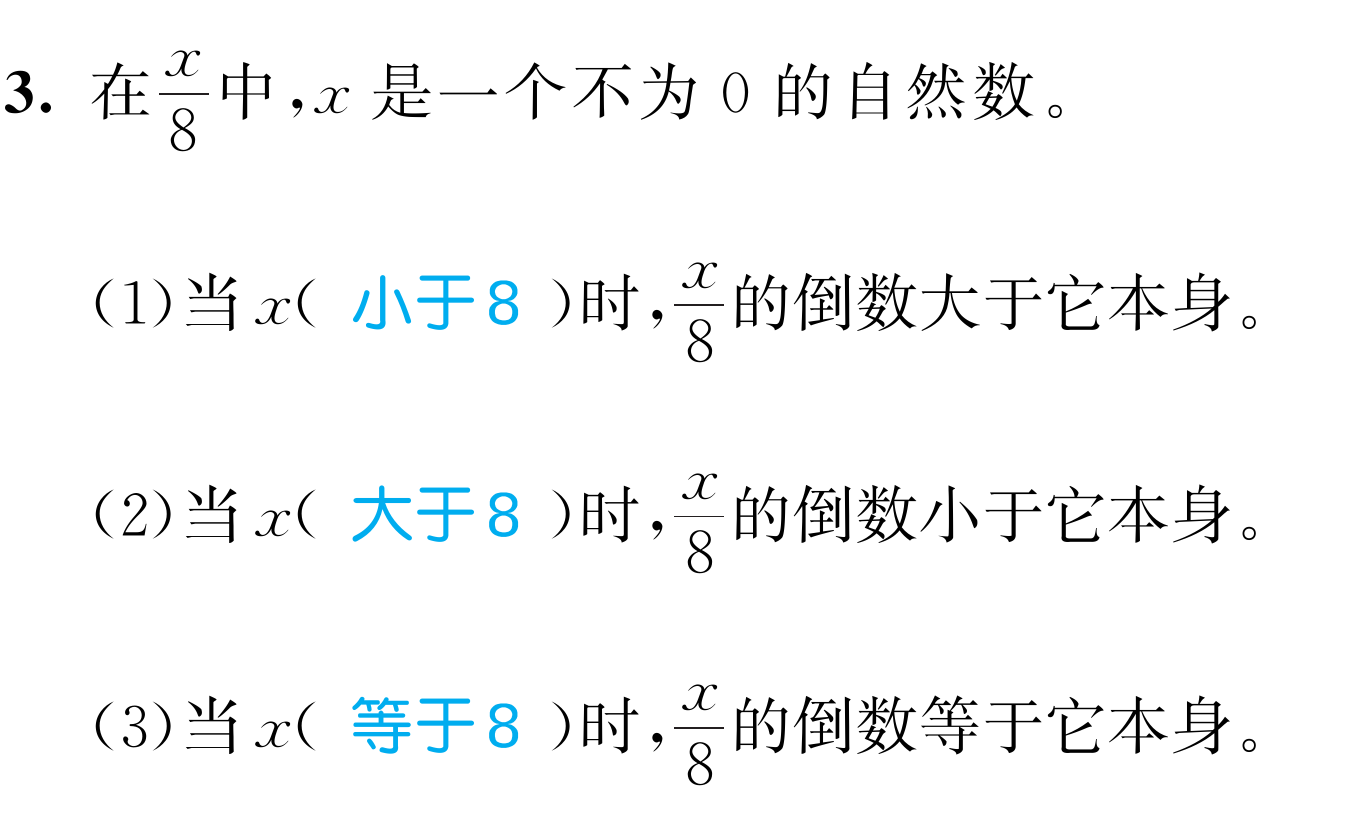 3. 在x/8中,x 是一个不为 0 的自然数。
(1)当 x( 小于8 )时,x/8的倒数大于它本身。
(2)当 x( 大于8 )时,x/8的倒数小于它本身。
(3)当 x( 等于8 )时,x/8的倒数等于它本身。